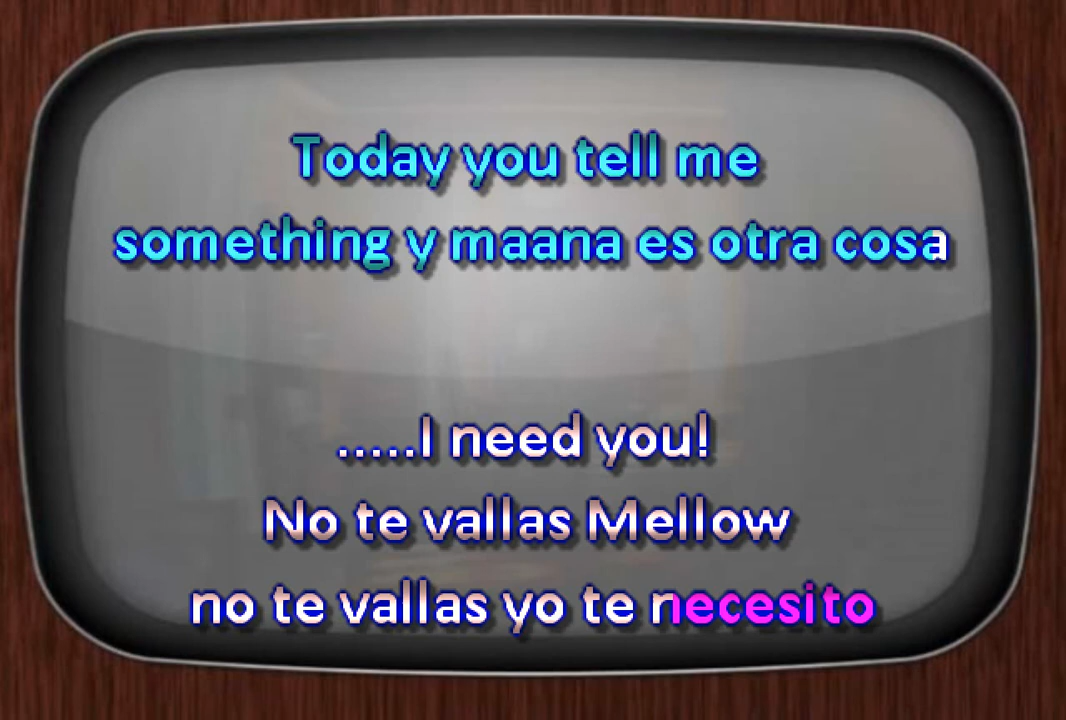 Today you tell me
something y maana es otra cosa
.....I need you!
No te vallas Mellow
no te vallas yo te necesito